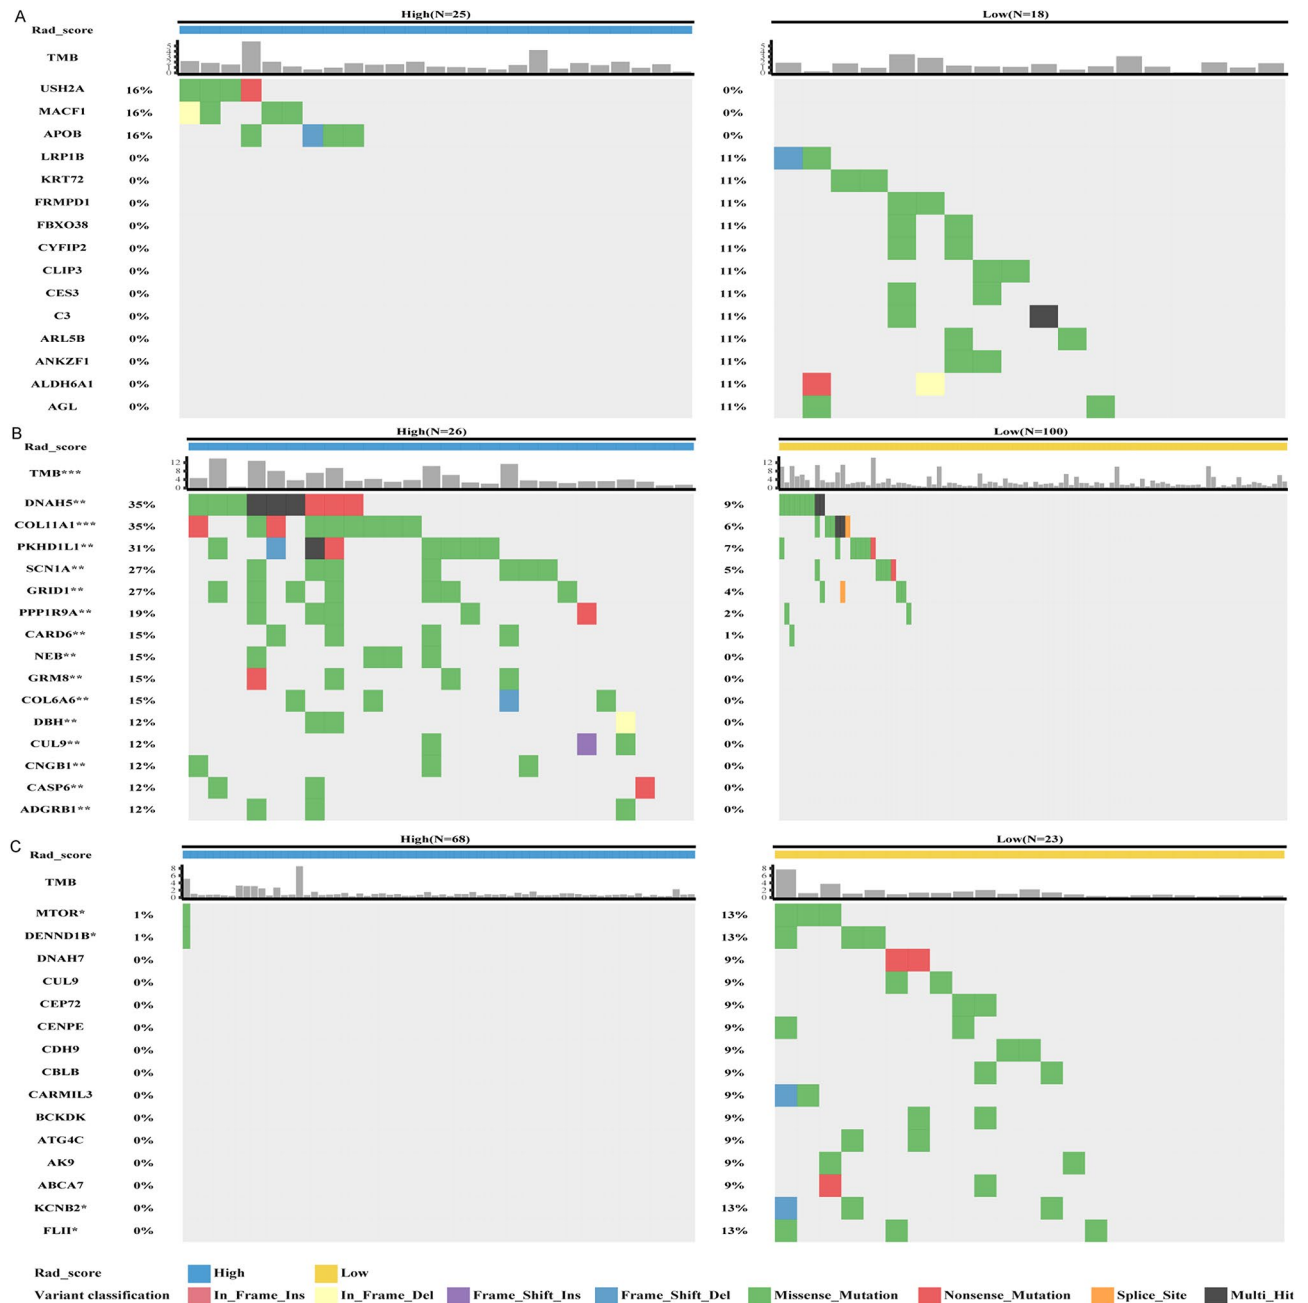 A
High(N=25) Low(N=18)
Rad_score
TMB
USH2A 16% 0%
MACF1 16% 0%
APOB 16% 0%
LRP1B 0% 11%
KRT72 0% 11%
FRMPD1 0% 11%
FBXO38 0% 11%
CYFIP2 0% 11%
CLIP3 0% 11%
CES3 0% 11%
C3 0% 11%
ARL5B 0% 11%
ANKZF1 0% 11%
ALDH6A1 0% 11%
AGL 0% 11%
B
High(N=26) Low(N=100)
Rad_score
12 12
8 8
TMB***
4 4
0 0
DNAH5** 35% 9%
COL11A1*** 35% 6%
PKHD1L1** 31% 7%
SCN1A** 27% 5%
GRID1** 27% 4%
PPP1R9A** 19% 2%
CARD6** 15% 1%
NEB** 15% 0%
GRM8** 15% 0%
COL6A6** 15% 0%
DBH** 12% 0%
CUL9** 12% 0%
CNGB1** 12% 0%
CASP6** 12% 0%
ADGRB1** 12% 0%
C
High(N=68) Low(N=23)
Rad_score
8 8
6 6
TMB
4 4
2 2
0 0
MTOR* 1% 13%
DENND1B* 1% 13%
DNAH7 0% 9%
CUL9 0% 9%
CEP72 0% 9%
CENPE 0% 9%
CDH9 0% 9%
CBLB 0% 9%
CARMIL3 0% 9%
BCKDK 0% 9%
ATG4C 0% 9%
AK9 0% 9%
ABCA7 0% 9%
KCNB2* 0% 13%
FLII* 0% 13%
Rad_score High Low
Variant classification In_Frame_Ins In_Frame_Del Frame_Shift_Ins Frame_Shift_Del Missense_Mutation Nonsense_Mutation Splice_Site Multi_Hit